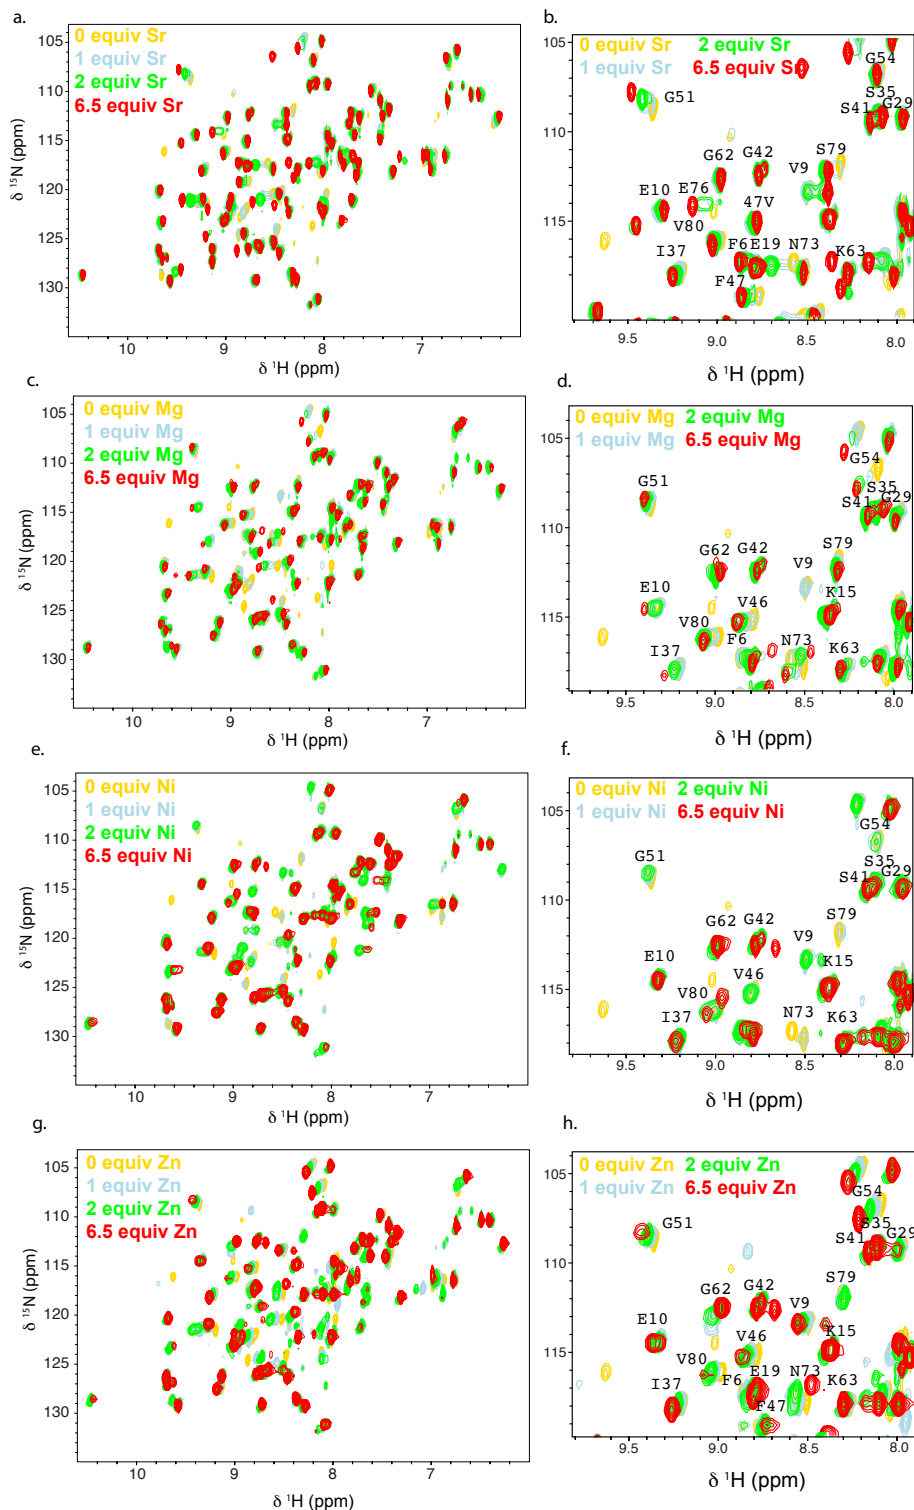 a.
0 equiv Sr
1 equiv Sr
2 equiv Sr
6.5 equiv Sr
105
110
115
120
125
130
δ ¹⁵N (ppm)
10 9 8 7
δ ¹H (ppm)
b.
0 equiv Sr 2 equiv Sr
1 equiv Sr 6.5 equiv Sr
G54
G51
S35
S41 G29
G62 G42 S79
V9
E10 E76
47V
V80
F6 E19 N73 K63
I37
F47
110
115
9.5 9.0 8.5 8.0
δ ¹H (ppm)
c.
0 equiv Mg
1 equiv Mg
2 equiv Mg
6.5 equiv Mg
105
110
115
120
125
130
δ ¹⁵N (ppm)
10 9 8 7
δ ¹H (ppm)
d.
0 equiv Mg 2 equiv Mg
1 equiv Mg 6.5 equiv Mg
G54
G51
S35
S41 G29
G62 G42 V9 S79
E10
V46 K15
V80
F6 N73 K63
I37
105
110
115
9.5 9.0 8.5 8.0
δ ¹H (ppm)
e.
0 equiv Ni
1 equiv Ni
2 equiv Ni
6.5 equiv Ni
105
110
115
120
125
130
δ ¹⁵N (ppm)
10 9 8 7
δ ¹H (ppm)
f.
0 equiv Ni 2 equiv Ni
1 equiv Ni 6.5 equiv Ni
G54
G51
S35
S41 G29
G62 G42 S79
V9
E10
V46 K15
V80
I37 N73 K63
105
110
115
9.5 9.0 8.5 8.0
δ ¹H (ppm)
g.
0 equiv Zn
1 equiv Zn
2 equiv Zn
6.5 equiv Zn
105
110
115
120
125
130
δ ¹⁵N (ppm)
10 9 8 7
δ ¹H (ppm)
h.
0 equiv Zn 2 equiv Zn
1 equiv Zn 6.5 equiv Zn
G54
G51
S35
S41 G29
S79
G62 G42
V9
E10
V46 K15
V80
F6 E19 N73 K63
I37
F47
105
110
115
9.5 9.0 8.5 8.0
δ ¹H (ppm)